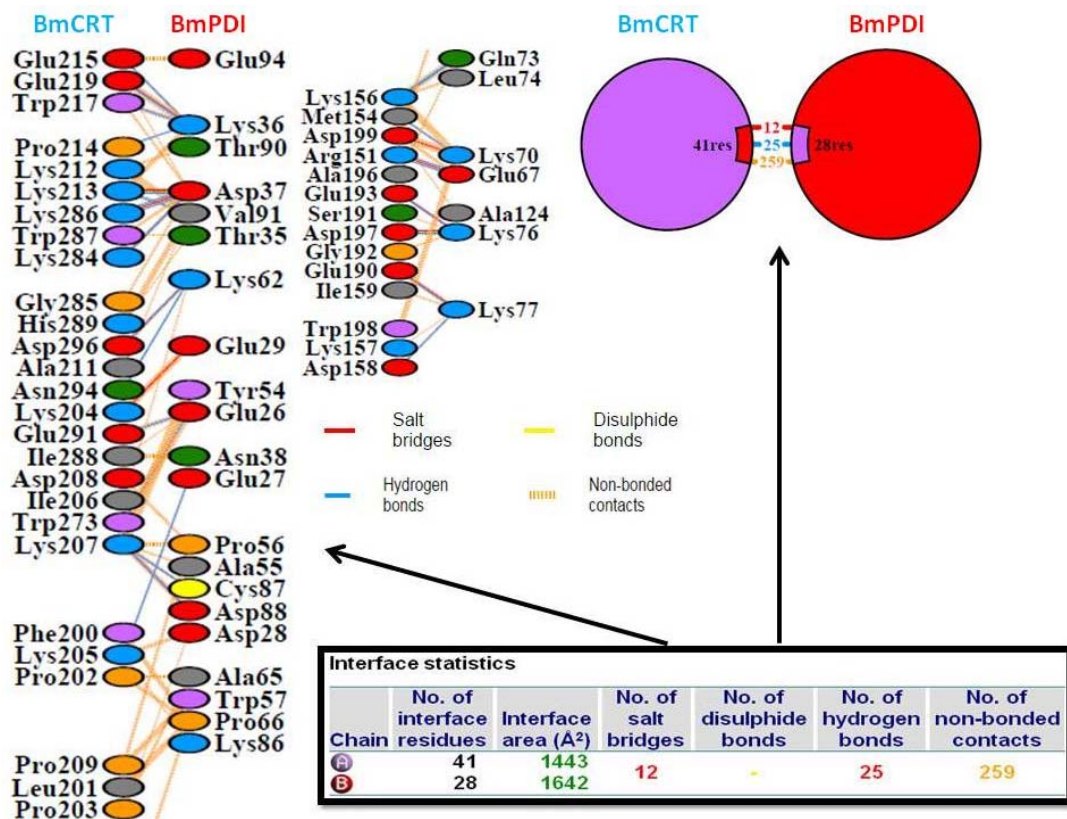 BmCRT BmPDI
Glu215 Glu94
Glu219
Trp217
Lys36
Pro214 Thr90
Lys212
Lys213 Asp37
Lys286 Val91
Trp287 Thr35
Lys284
Lys62
Gly285
His289
Asp296 Glu29
Ala211
Asn294 Tyr54
Lys204 Glu26
Glu291
Ile288 Asn38
Asp208 Glu27
Ile206
Trp273
Lys207 Pro56
Ala55
Cys87
Asp88
Phe200 Asp28
Lys205
Pro202 Ala65
Trp57
Pro66
Lys86
Pro209
Leu201
Pro203
Gln73
Leu74
Lys156
Met154
Asp199
Arg151 Lys70
Ala196 Glu67
Glu193
Ser191 Ala124
Asp197 Lys76
Gly192
Glu190
Ile159
Lys77
Trp198
Lys157
Asp158
BmCRT BmPDI
12
41res 25 28res
259
Salt bridges
Disulphide bonds
Hydrogen bonds
Non-bonded contacts
Interface statistics
Chain No. of interface residues Interface area (Å²) No. of salt bridges No. of disulphide bonds No. of hydrogen bonds No. of non-bonded contacts
A 41 1443
12 - 25 259
B 28 1642